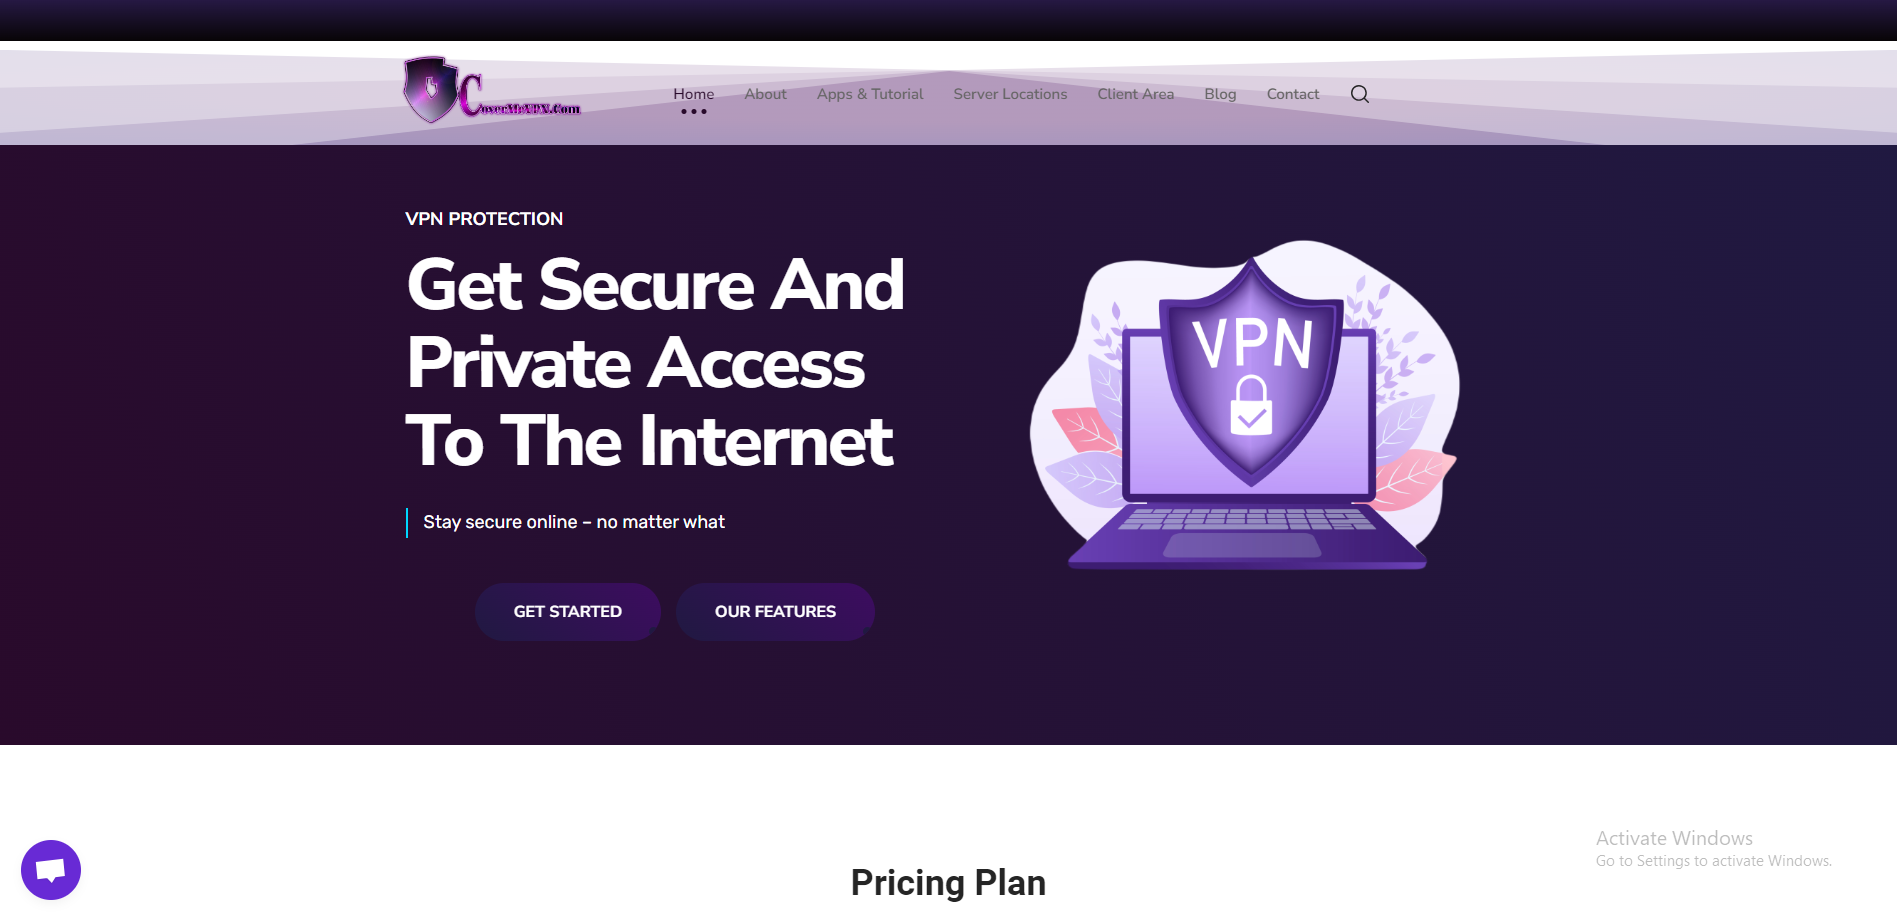 CoverMeVPN.Com
Home
About
Apps & Tutorial
Server Locations
Client Area
Blog
Contact
VPN PROTECTION
Get Secure And
Private Access
To The Internet
Stay secure online – no matter what
GET STARTED
OUR FEATURES
VPN
Pricing Plan
Activate Windows
Go to Settings to activate Windows.